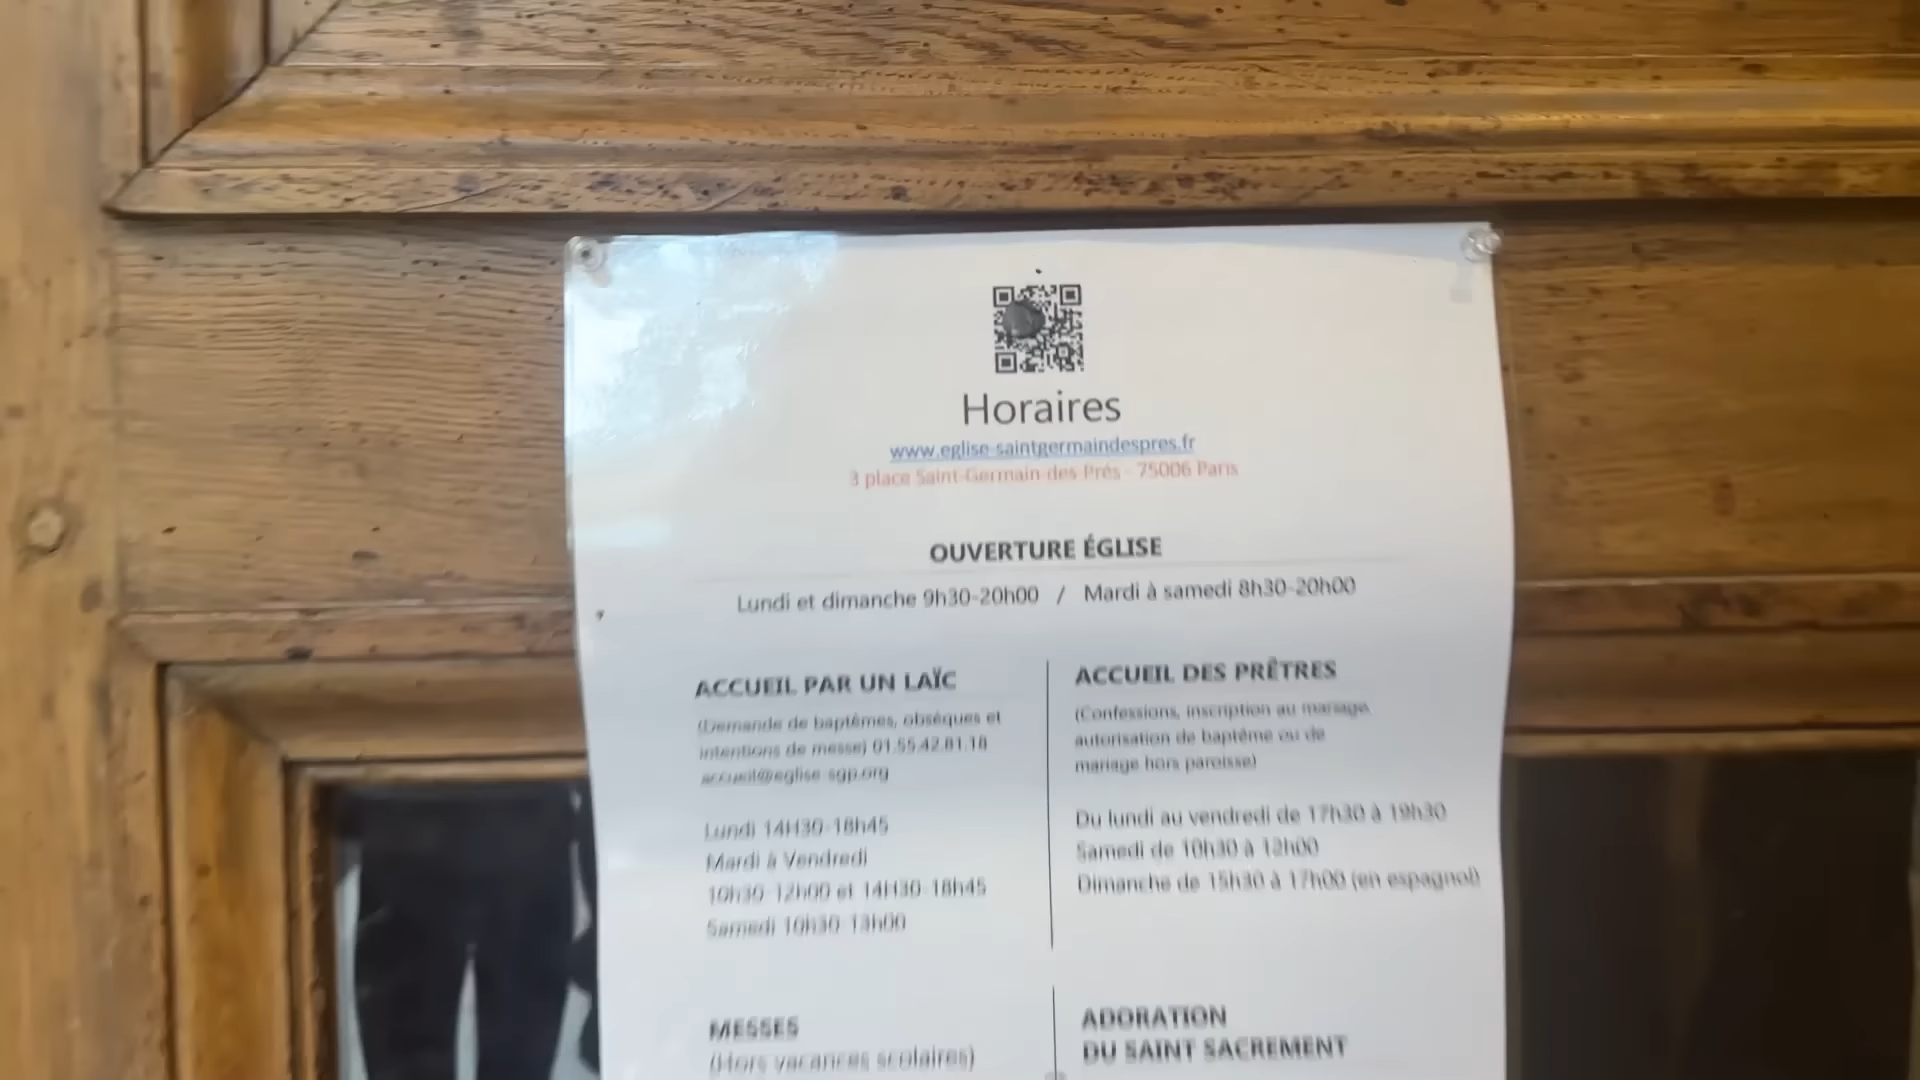 Horaires
www.eglise-saintgermaindespres.fr
3 place Saint-Germain-des-Prés - 75006 Paris
OUVERTURE ÉGLISE
Lundi et dimanche 9h30-20h00 / Mardi à samedi 8h30-20h00
ACCUEIL PAR UN LAÏC
(Demande de baptêmes, obsèques et
intentions de messe) 01.55.42.81.18
accueil@eglise-sgp.org
Lundi 14H30-18h45
Mardi à Vendredi
10h30-12h00 et 14H30-18h45
Samedi 10h30-13h00
ACCUEIL DES PRÊTRES
(Confessions, inscription au mariage,
autorisation de baptême ou de
mariage hors paroisse)
Du lundi au vendredi de 17h30 à 19h30
Samedi de 10h30 à 12h00
Dimanche de 15h30 à 17h00 (en espagnol)
MESSES
(Hors vacances scolaires)
ADORATION
DU SAINT SACREMENT